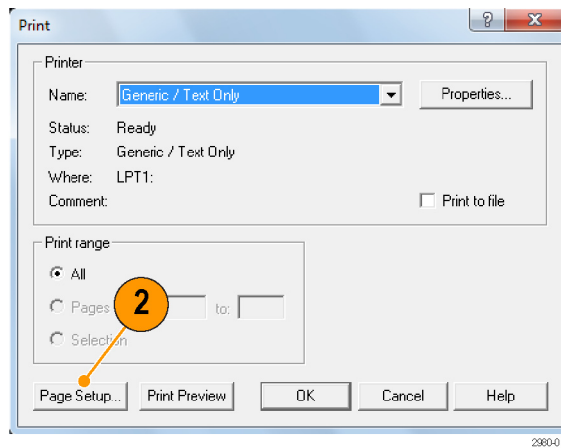 Print
Printer
Name: Generic / Text Only Properties...
Status: Ready
Type: Generic / Text Only
Where: LPT1:
Comment: Print to file
Print range
All
Pages 2 to:
Selection
Page Setup... Print Preview OK Cancel Help
2980-0